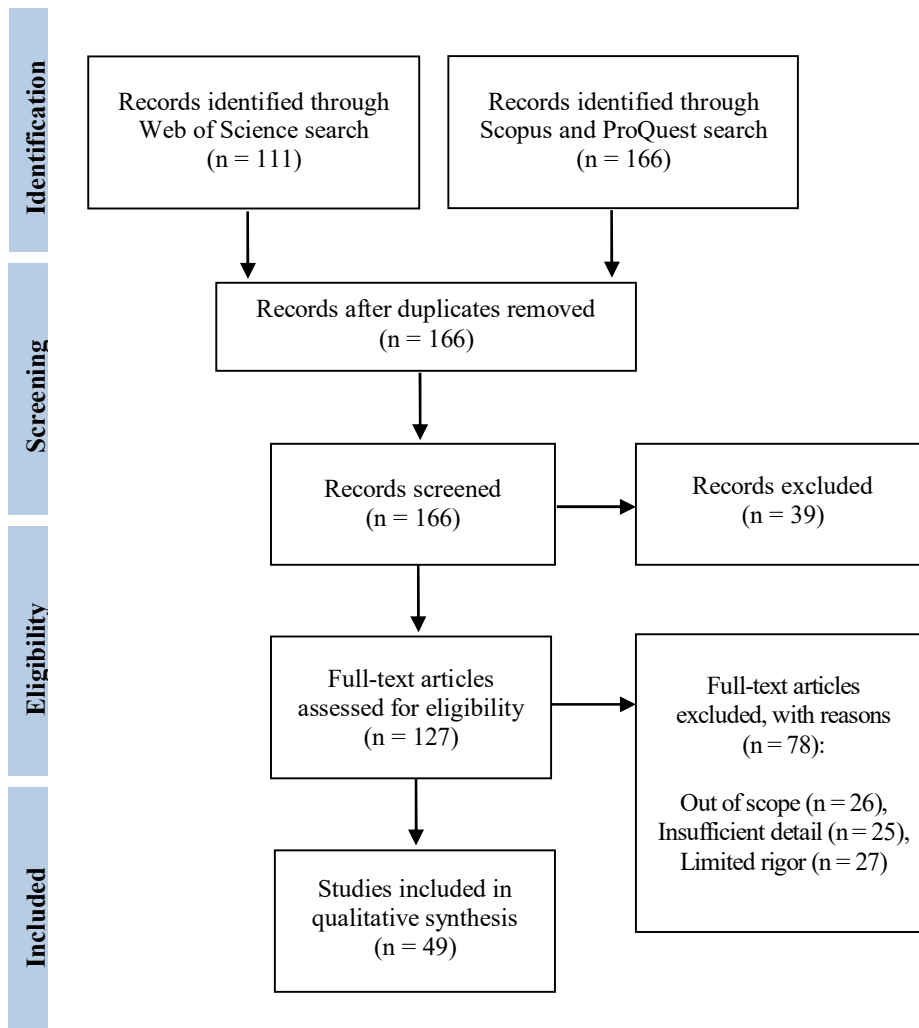 Identification
Records identified through
Web of Science search
(n = 111)
Records identified through
Scopus and ProQuest search
(n = 166)
Screening
Records after duplicates removed
(n = 166)
Records screened
(n = 166)
Records excluded
(n = 39)
Eligibility
Full-text articles
assessed for eligibility
(n = 127)
Full-text articles
excluded, with reasons
(n = 78):
Out of scope (n = 26),
Insufficient detail (n = 25),
Limited rigor (n = 27)
Included
Studies included in
qualitative synthesis
(n = 49)